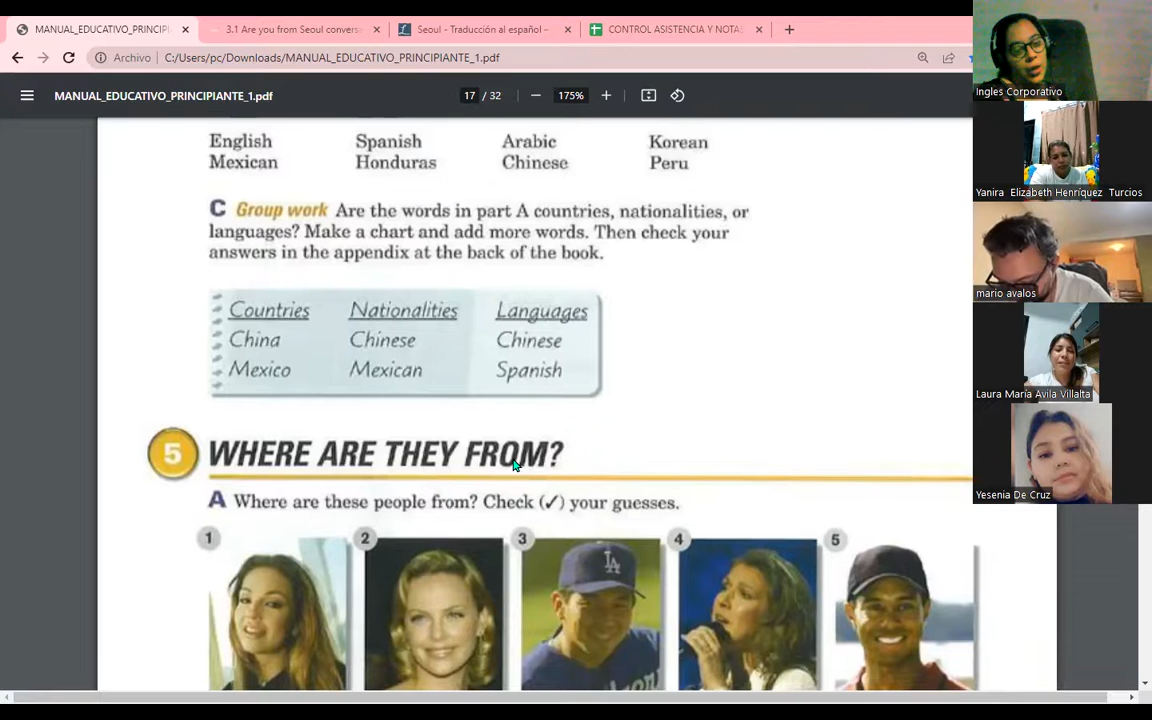 MANUAL_EDUCATIVO_PRINCIPI
3.1 Are you from Seoul conversa
Seoul - Traducción al español –
CONTROL ASISTENCIA Y NOTAS
Archivo
C:/Users/pc/Downloads/MANUAL_EDUCATIVO_PRINCIPIANTE_1.pdf
MANUAL_EDUCATIVO_PRINCIPIANTE_1.pdf
17 / 32
175%
English Spanish Arabic Korean
Mexican Honduras Chinese Peru
C Group work Are the words in part A countries, nationalities, or
languages? Make a chart and add more words. Then check your
answers in the appendix at the back of the book.
Countries Nationalities Languages
China Chinese Chinese
Mexico Mexican Spanish
5 WHERE ARE THEY FROM?
A Where are these people from? Check (✓) your guesses.
1 2 3 4 5
LA
Ingles Corporativo
Yanira Elizabeth Henríquez Turcios
mario avalos
Laura María Avila Villalta
Yesenia De Cruz